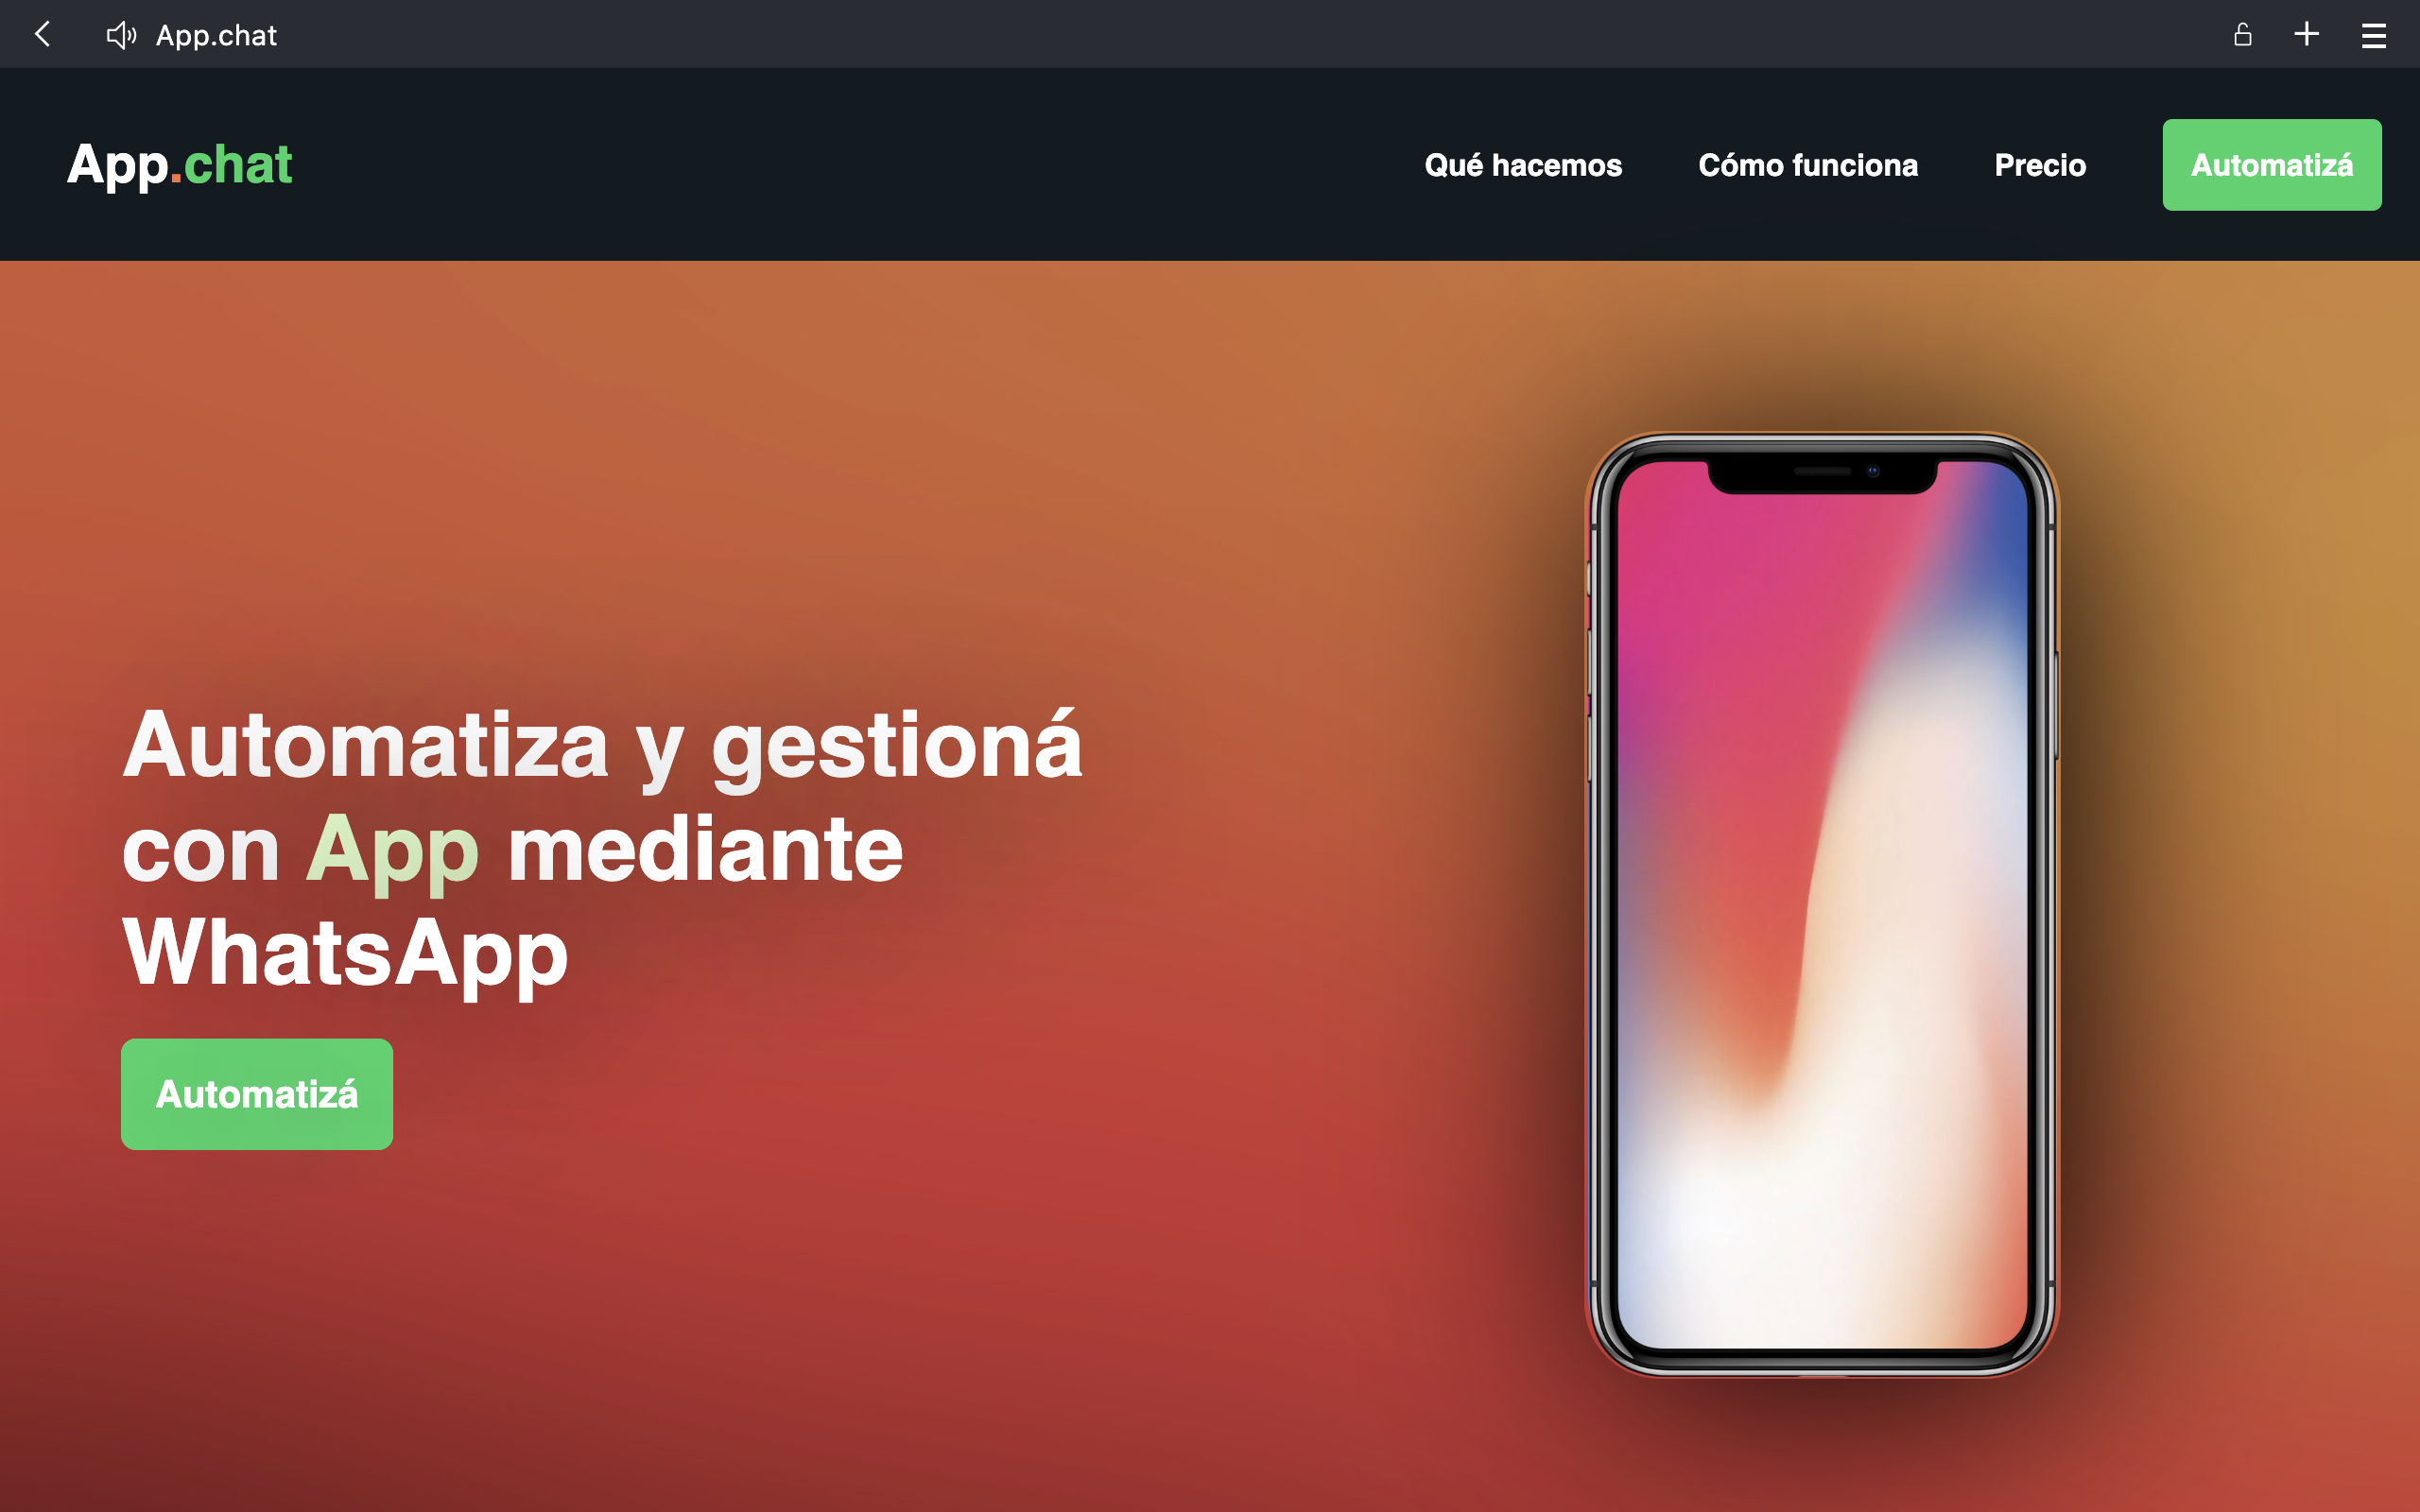 App.chat
App.chat
Qué hacemos
Cómo funciona
Precio
Automatizá
Automatiza y gestioná
con App mediante
WhatsApp
Automatizá